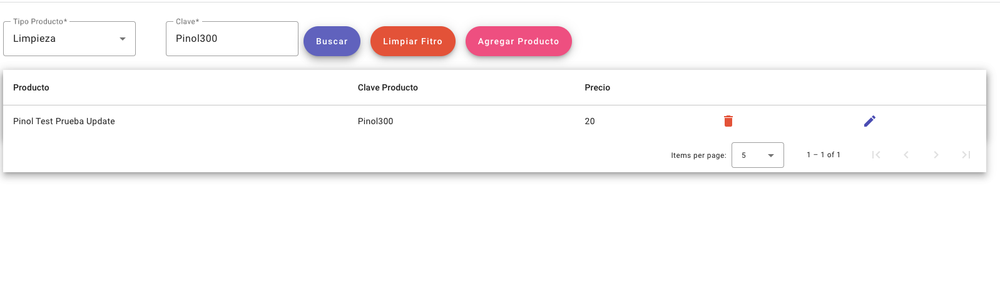 Tipo Producto*
Limpieza
Clave*
Pinol300
Buscar
Limpiar Fitro
Agregar Producto
Producto Clave Producto Precio
Pinol Test Prueba Update Pinol300 20
Items per page: 5 1 – 1 of 1